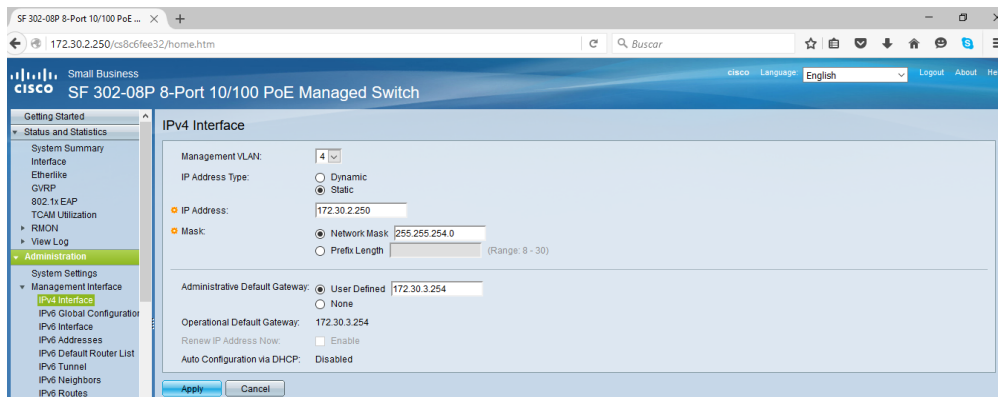 SF 302-08P 8-Port 10/100 PoE ...
172.30.2.250/cs8c6fee32/home.htm
Buscar
Small Business
cisco
SF 302-08P 8-Port 10/100 PoE Managed Switch
cisco Language: English Logout About He
Getting Started
Status and Statistics
System Summary
Interface
Etherlike
GVRP
802.1x EAP
TCAM Utilization
RMON
View Log
Administration
System Settings
Management Interface
IPv4 Interface
IPv6 Global Configuration
IPv6 Interface
IPv6 Addresses
IPv6 Default Router List
IPv6 Tunnel
IPv6 Neighbors
IPv6 Routes
IPv4 Interface
Management VLAN: 4
IP Address Type: Dynamic
Static
IP Address: 172.30.2.250
Mask: Network Mask 255.255.254.0
Prefix Length (Range: 8 - 30)
Administrative Default Gateway: User Defined 172.30.3.254
None
Operational Default Gateway: 172.30.3.254
Renew IP Address Now: Enable
Auto Configuration via DHCP: Disabled
Apply Cancel